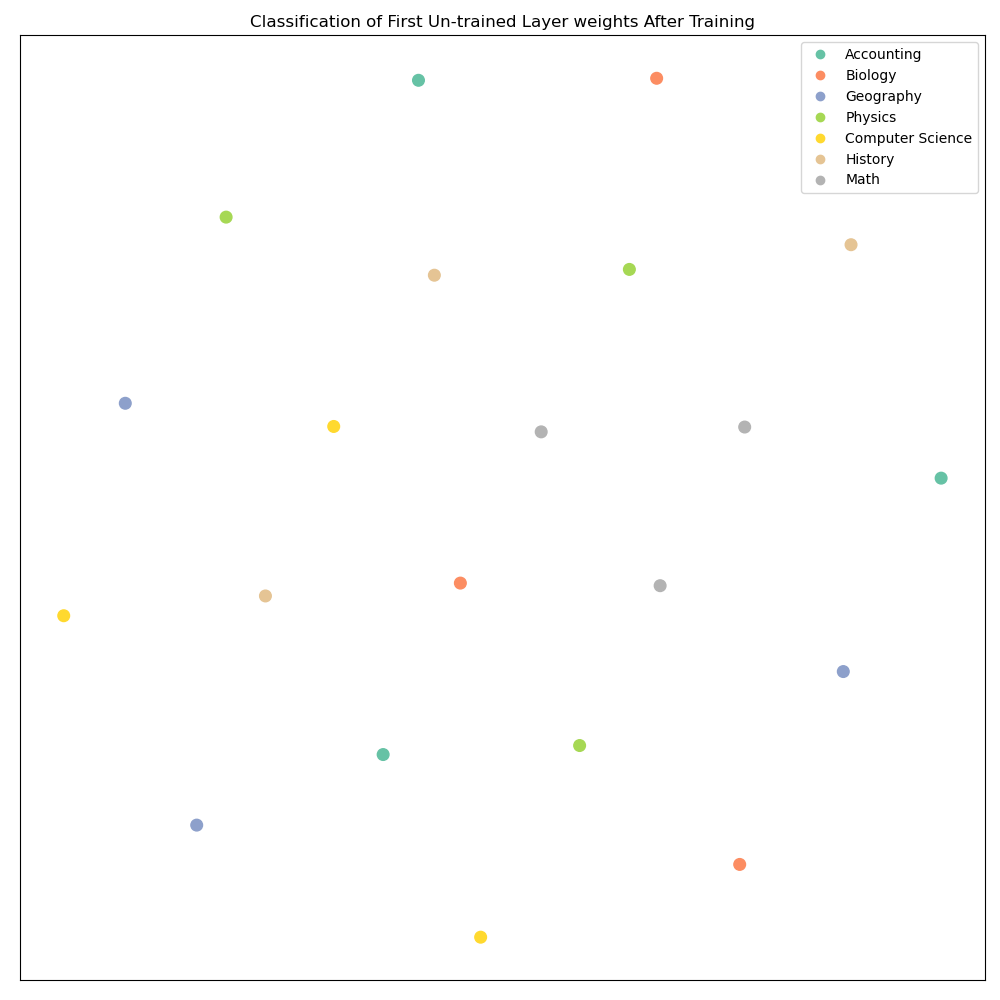 Classification of First Un-trained Layer weights After Training
Accounting
Biology
Geography
Physics
Computer Science
History
Math